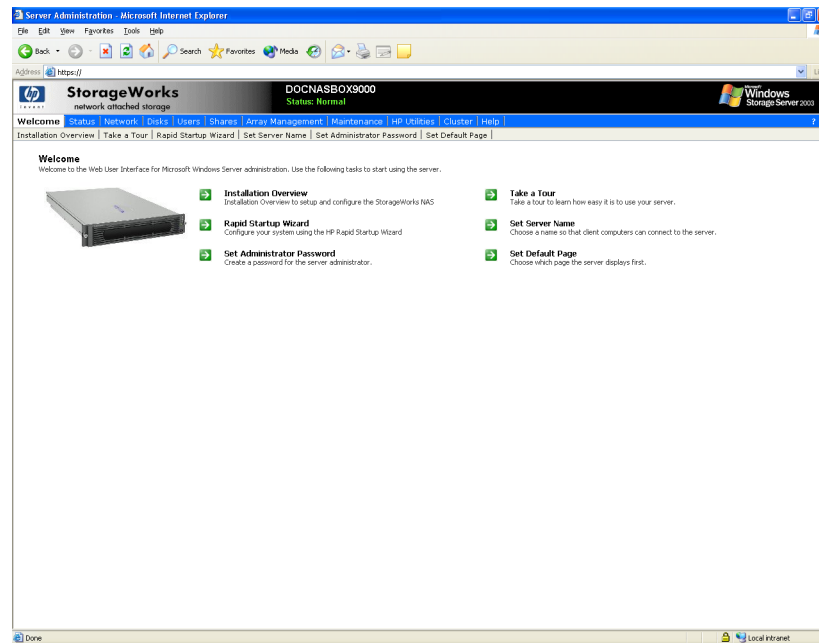 Server Administration - Microsoft Internet Explorer
File Edit View Favorites Tools Help
Back Search Favorites Media
Address https://
hp StorageWorks DOCNASBOX9000 Microsoft Windows
invent network attached storage Status: Normal Storage Server 2003
Welcome Status Network Disks Users Shares Array Management Maintenance HP Utilities Cluster Help ?
Installation Overview Take a Tour Rapid Startup Wizard Set Server Name Set Administrator Password Set Default Page
Welcome
Welcome to the Web User Interface for Microsoft Windows Server administration. Use the following tasks to start using the server.
Installation Overview
Installation Overview to setup and configure the StorageWorks NAS
Take a Tour
Take a tour to learn how easy it is to use your server.
Rapid Startup Wizard
Configure your system using the HP Rapid Startup Wizard
Set Server Name
Choose a name so that client computers can connect to the server.
Set Administrator Password
Create a password for the server administrator.
Set Default Page
Choose which page the server displays first.
Done Local intranet